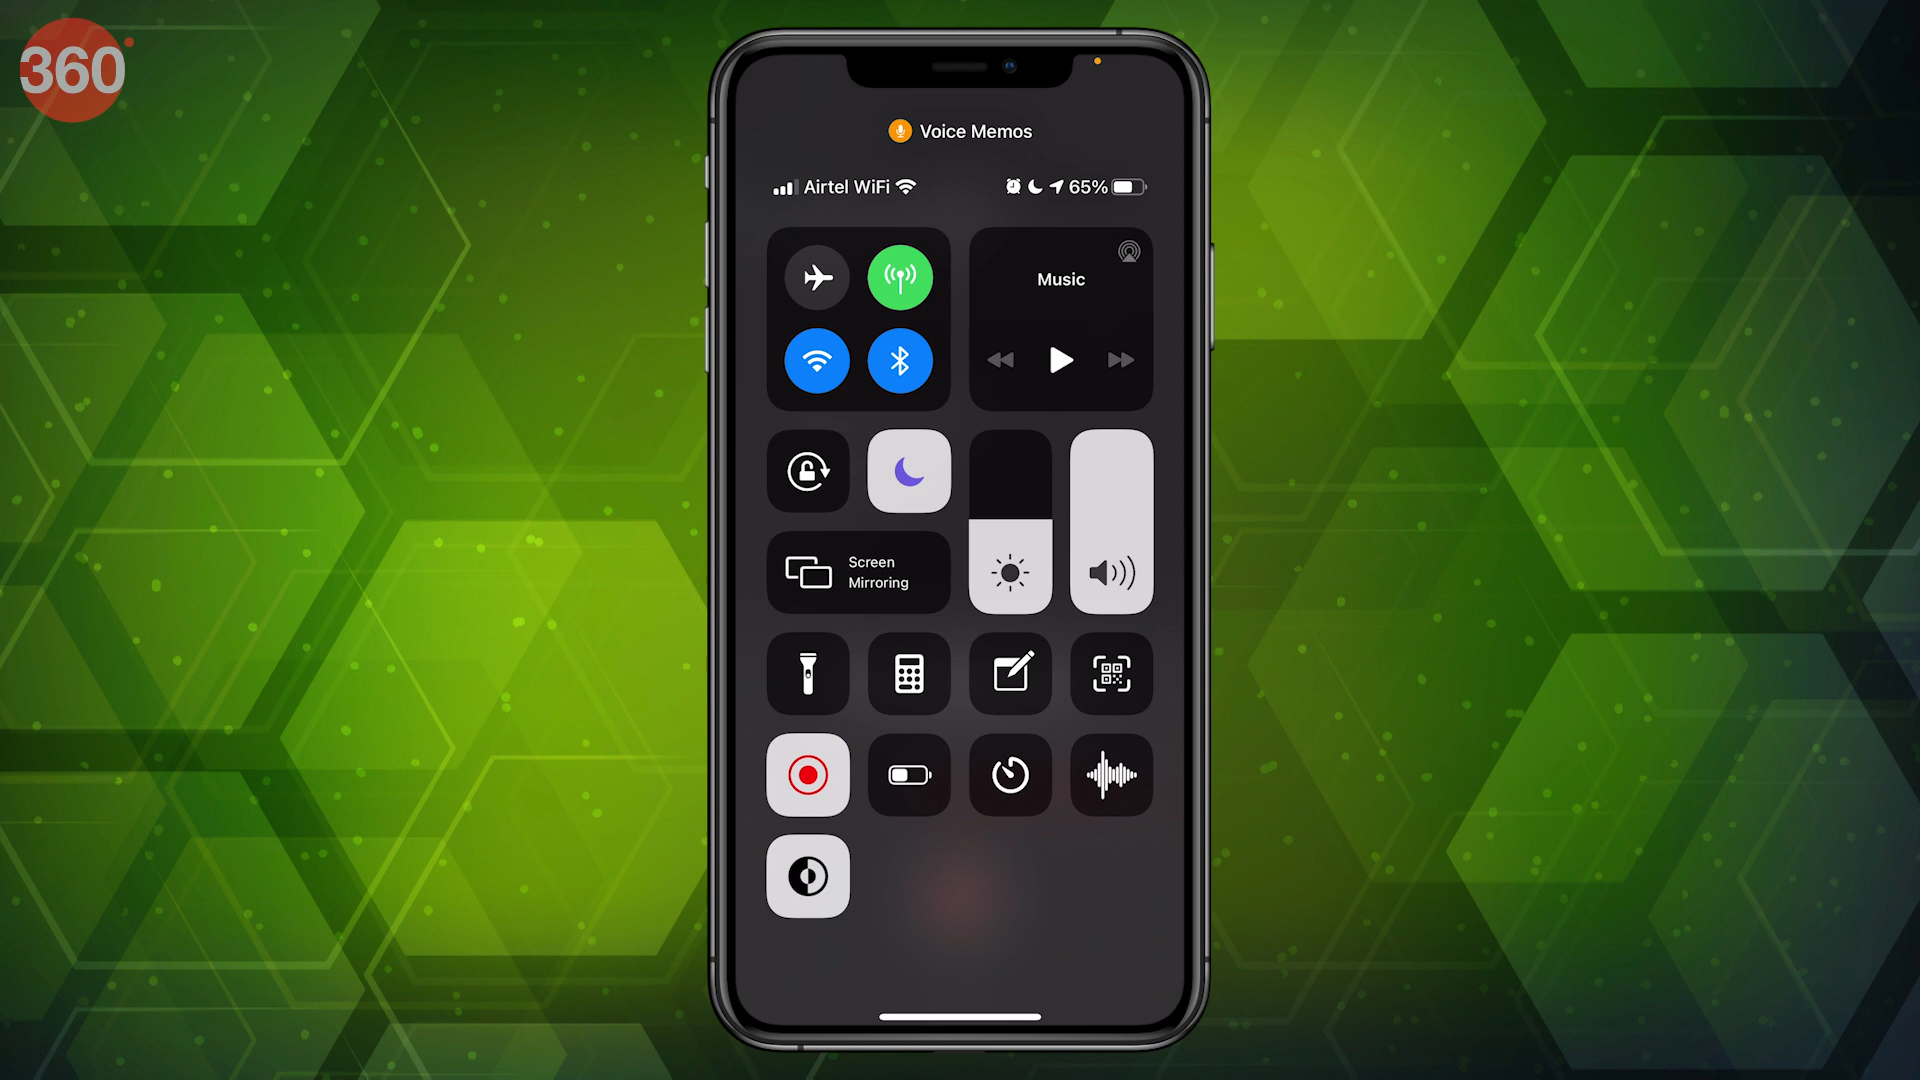 360
Voice Memos
Airtel WiFi
65%
Music
Screen
Mirroring